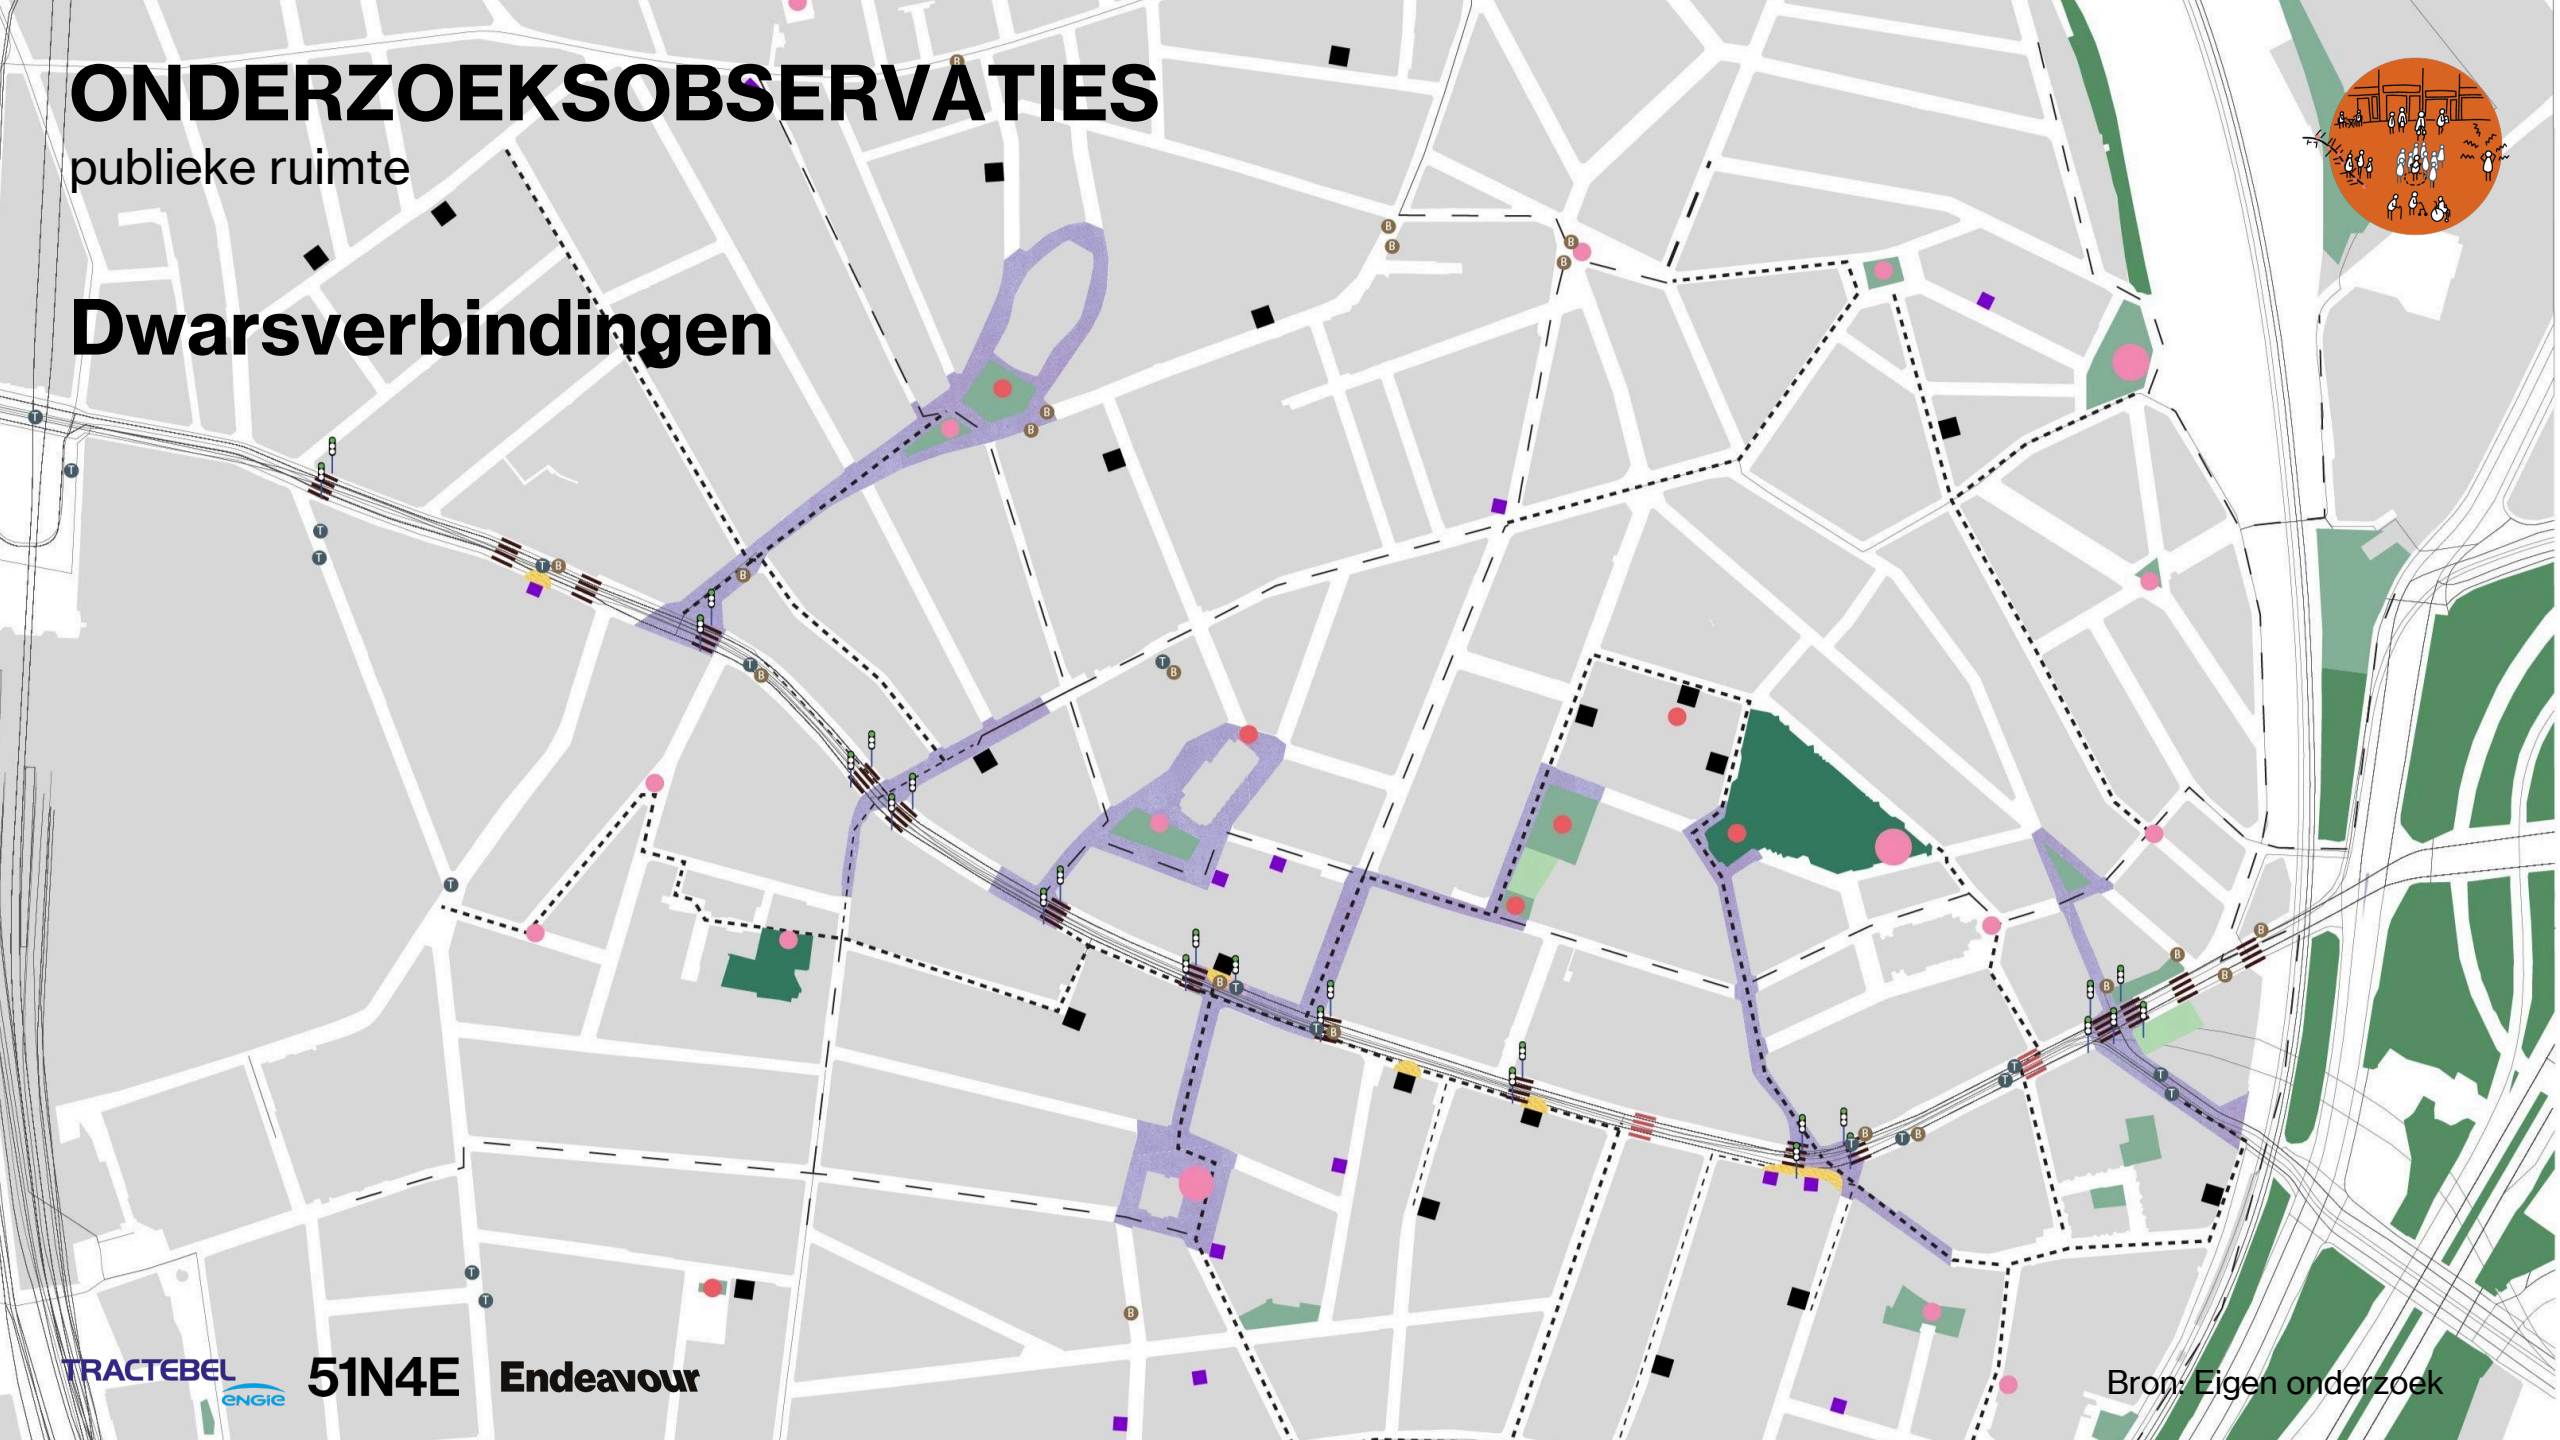 ONDERZOEKSOBSERVATIES
publieke ruimte
Dwarsverbindingen
TRACTEBEL
ENGIE
51N4E
Endeavour
Bron: Eigen onderzoek